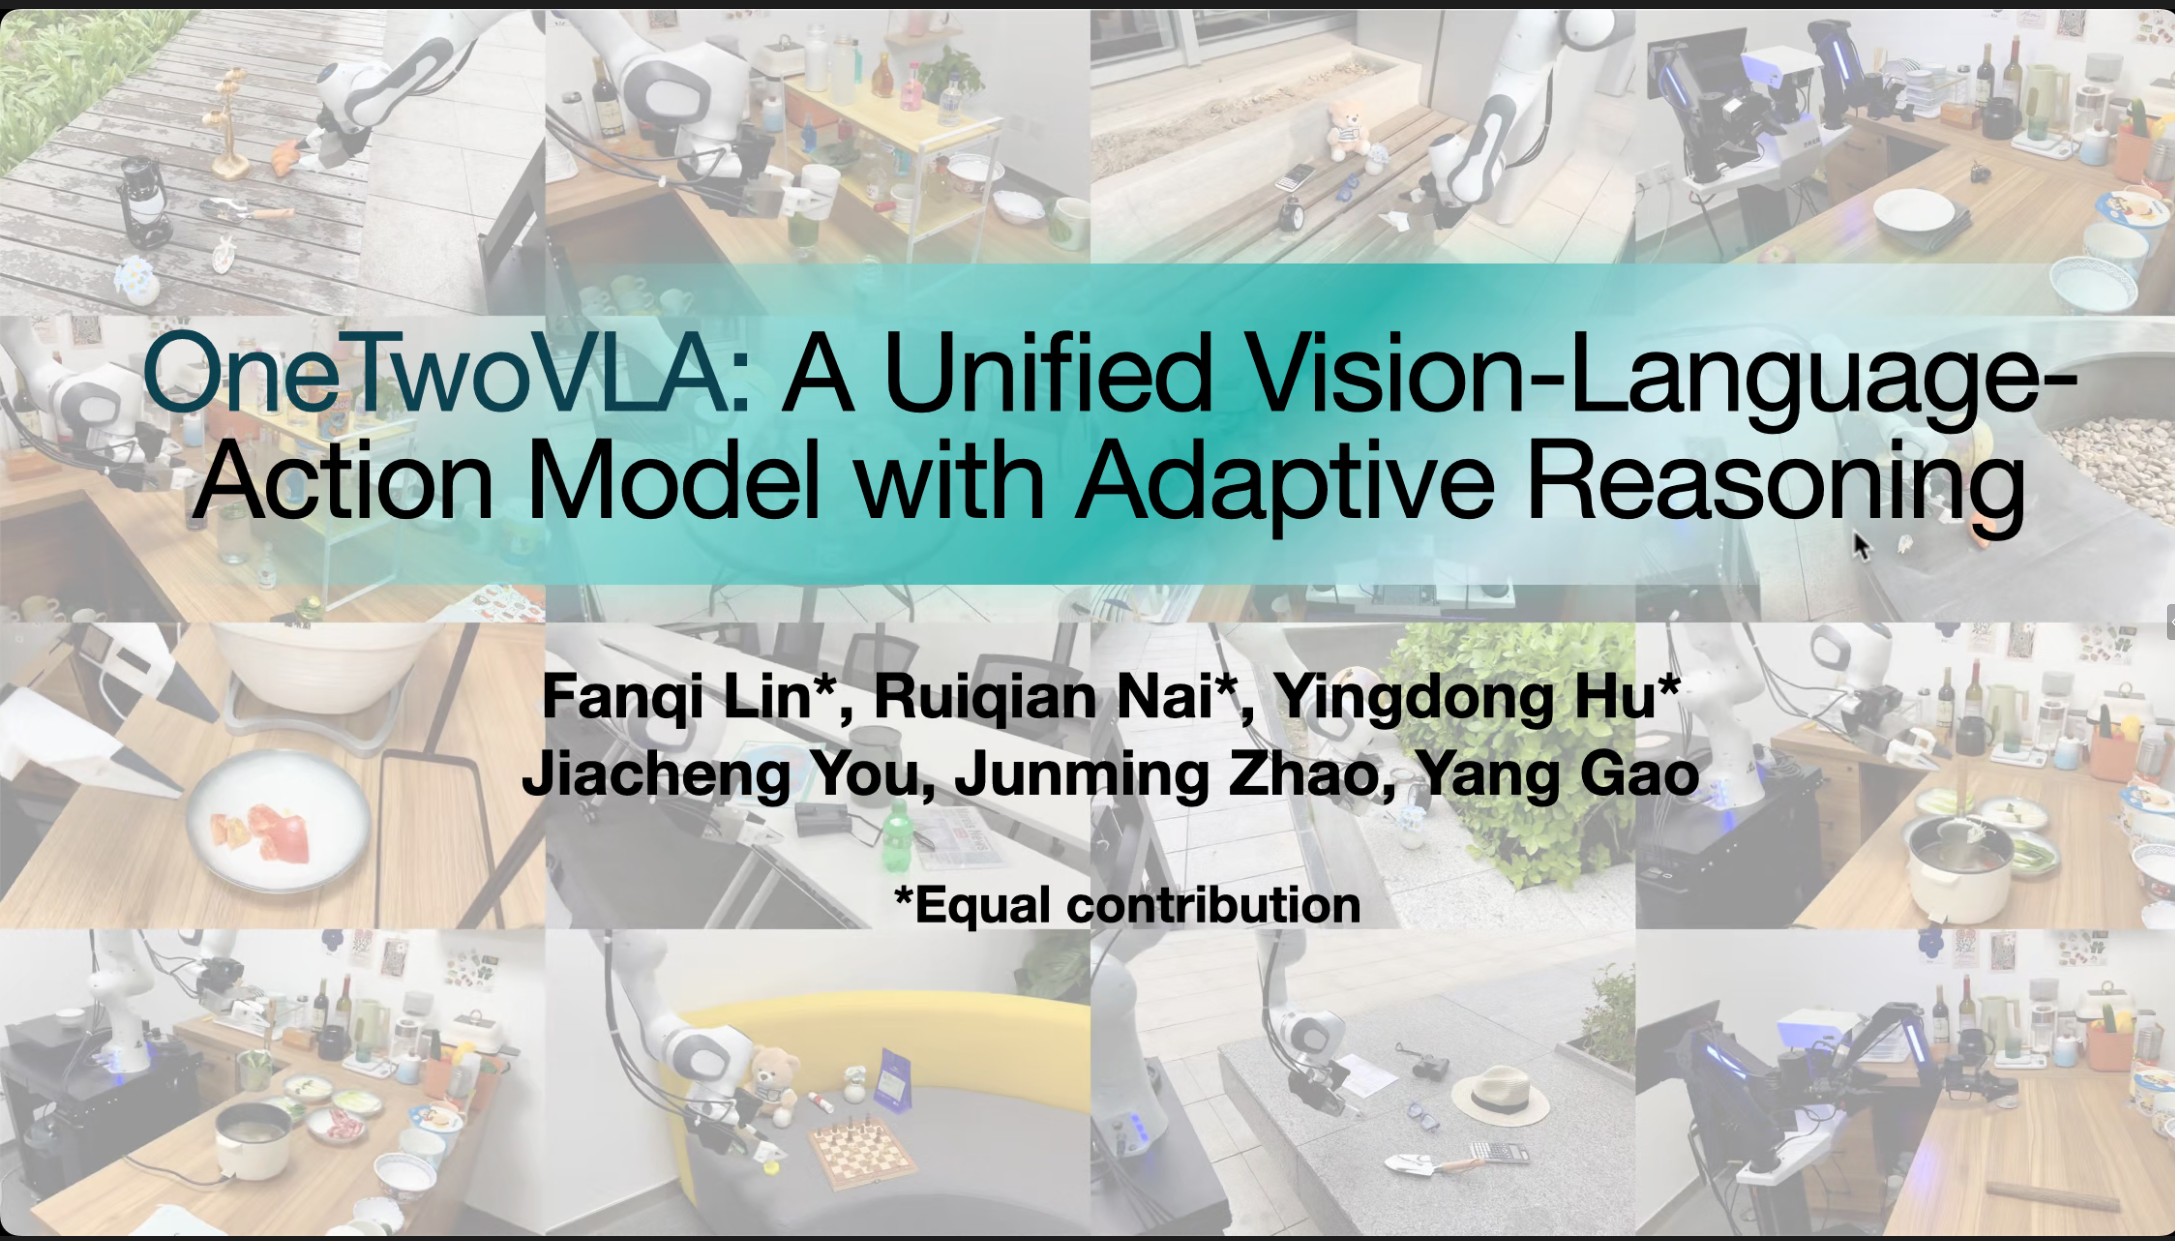 OneTwoVLA: A Unified Vision-Language-
Action Model with Adaptive Reasoning
Fanqi Lin*, Ruiqian Nai*, Yingdong Hu*
Jiacheng You, Junming Zhao, Yang Gao
*Equal contribution